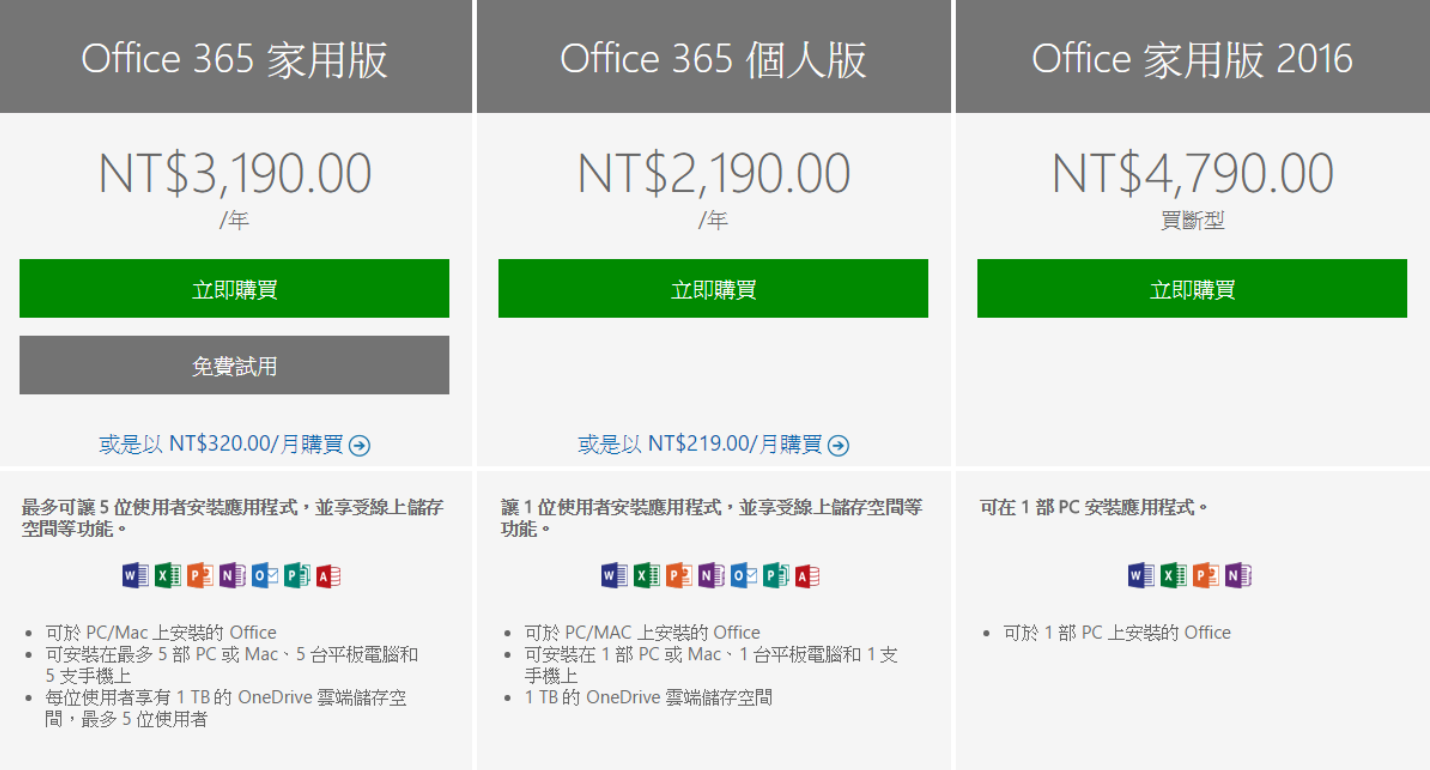 Office 365 家用版
NT$3,190.00
/年
立即購買
免費試用
或是以 NT$320.00/月購買
最多可讓 5 位使用者安裝應用程式，並享受線上儲存
空間等功能。
W X P N O P A
• 可於 PC/Mac 上安裝的 Office
• 可安裝在最多 5 部 PC 或 Mac、5 台平板電腦和
5 支手機上
• 每位使用者享有 1 TB 的 OneDrive 雲端儲存空
間，最多 5 位使用者
Office 365 個人版
NT$2,190.00
/年
立即購買
或是以 NT$219.00/月購買
讓 1 位使用者安裝應用程式，並享受線上儲存空間等
功能。
W X P N O P A
• 可於 PC/MAC 上安裝的 Office
• 可安裝在 1 部 PC 或 Mac、1 台平板電腦和 1 支
手機上
• 1 TB 的 OneDrive 雲端儲存空間
Office 家用版 2016
NT$4,790.00
買斷型
立即購買
可在 1 部 PC 安裝應用程式。
W X P N
• 可於 1 部 PC 上安裝的 Office